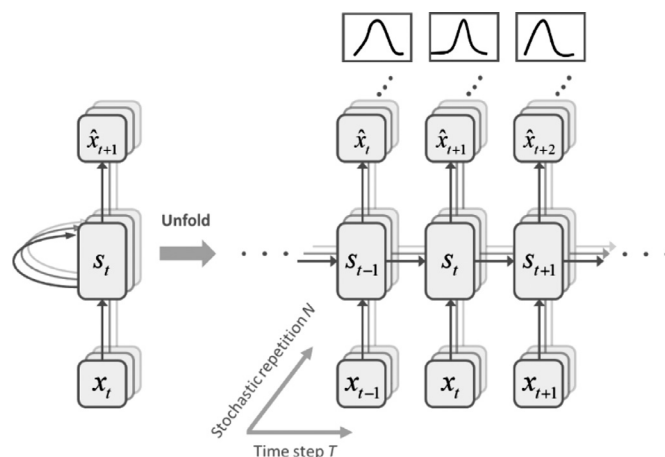 x̂ₜ₊₁
sₜ
xₜ
Unfold
. . .
x̂ₜ x̂ₜ₊₁ x̂ₜ₊₂
sₜ₋₁ sₜ sₜ₊₁
. . .
xₜ₋₁ xₜ xₜ₊₁
Stochastic repetition N
Time step T